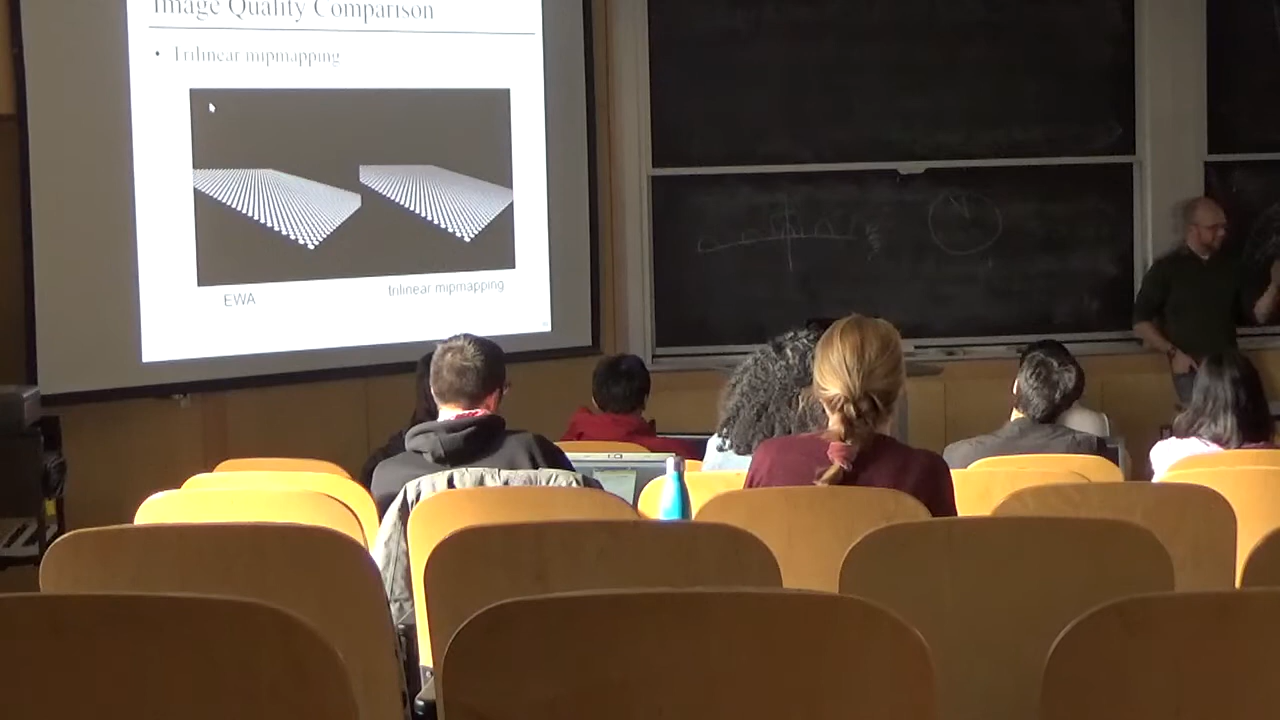 Image Quality Comparison
• Trilinear mipmapping
EWA
trilinear mipmapping